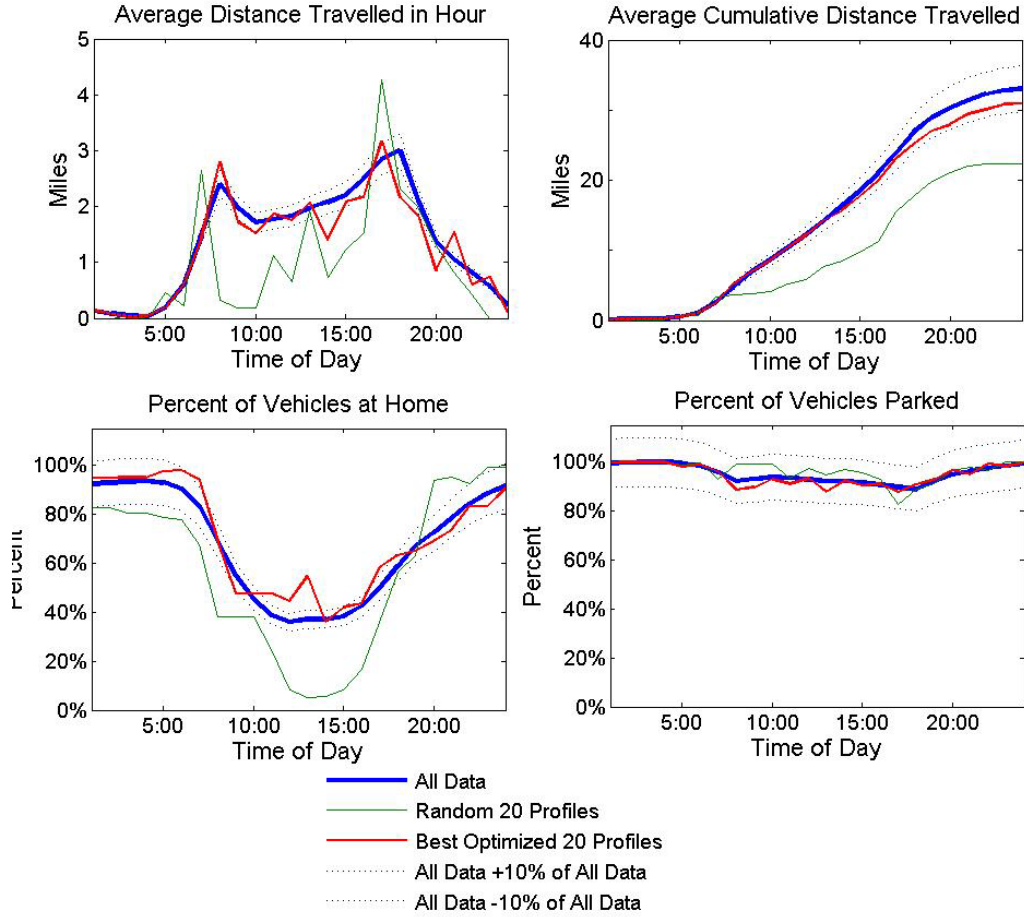 Average Distance Travelled in Hour
5
4
3
2
1
0
Miles
5:00 10:00 15:00 20:00
Time of Day
Average Cumulative Distance Travelled
40
20
0
Miles
5:00 10:00 15:00 20:00
Time of Day
Percent of Vehicles at Home
100%
80%
60%
40%
20%
0%
Percent
5:00 10:00 15:00 20:00
Time of Day
Percent of Vehicles Parked
100%
80%
60%
40%
20%
0%
Percent
5:00 10:00 15:00 20:00
Time of Day
All Data
Random 20 Profiles
Best Optimized 20 Profiles
All Data +10% of All Data
All Data -10% of All Data